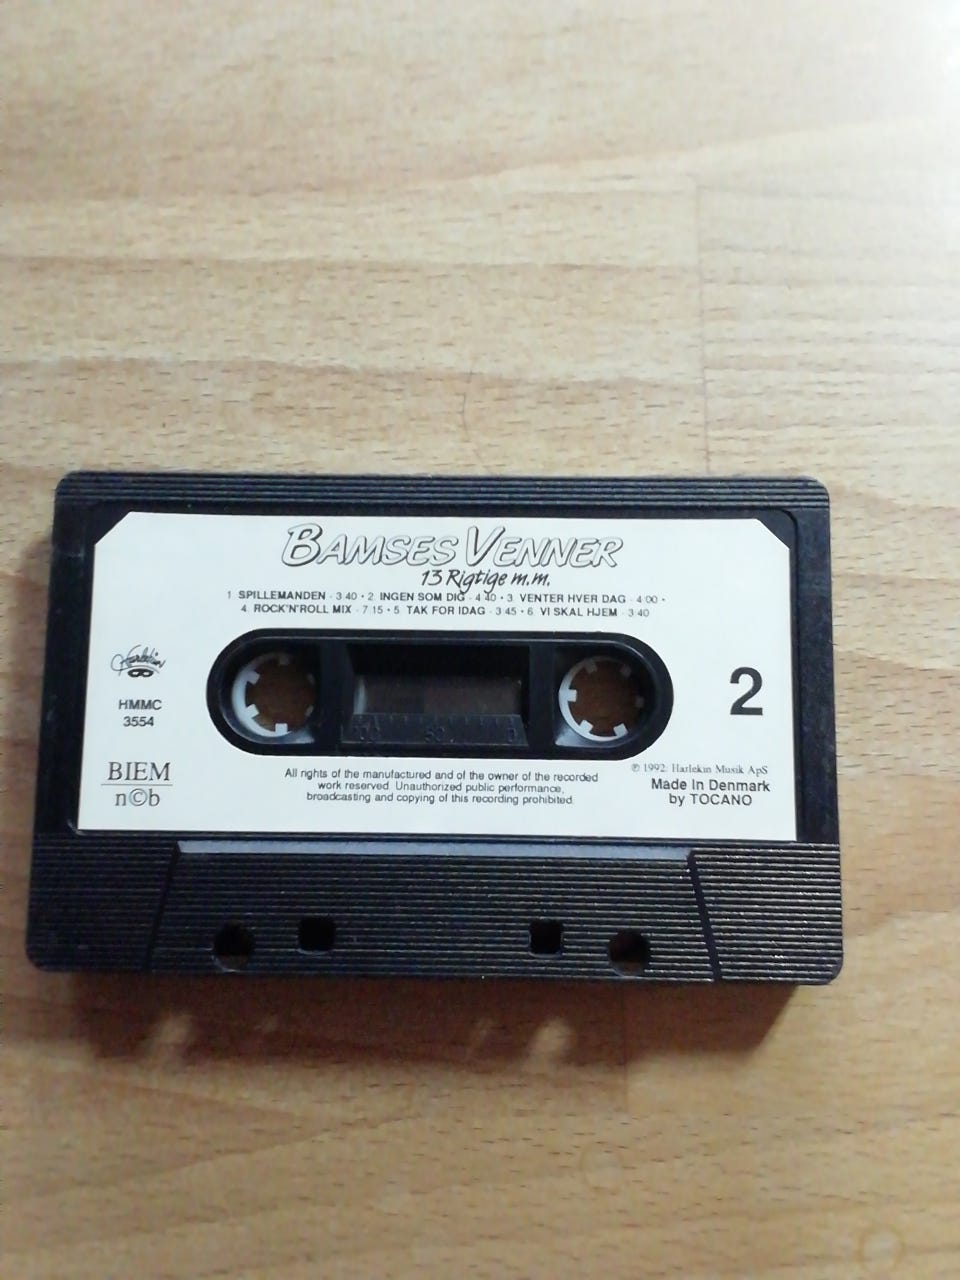 BAMSES VENNER
13 Rigtige m.m.
1 SPILLEMANDEN · 3 40 · 2. INGEN SOM DIG · 4 40 · 3. VENTER HVER DAG · 4:00 ·
4. ROCK'N'ROLL MIX · 7 15 · 5 TAK FOR IDAG · 3 45 · 6. VI SKAL HJEM · 3:40
Harlekin
HMMC
3554
2
BIEM
n©b
All rights of the manufactured and of the owner of the recorded
work reserved. Unauthorized public performance,
broadcasting and copying of this recording prohibited.
℗ 1992: Harlekin Musik ApS
Made In Denmark
by TOCANO
100 50 0